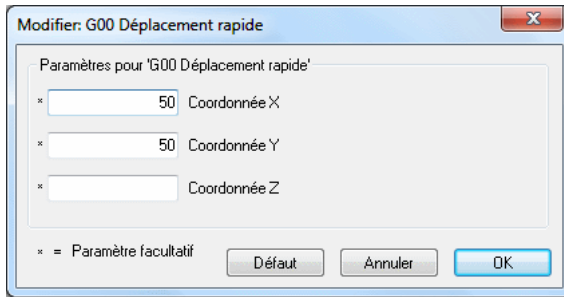 Modifier: G00 Déplacement rapide
Paramètres pour 'G00 Déplacement rapide'
* 50 Coordonnée X
* 50 Coordonnée Y
* Coordonnée Z
* = Paramètre facultatif
Défaut Annuler OK